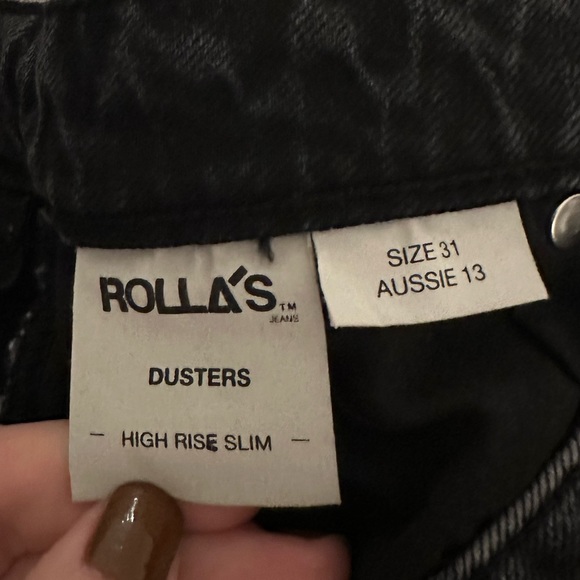 ROLLA'S TM
JEANS
DUSTERS
- HIGH RISE SLIM -
SIZE 31
AUSSIE 13